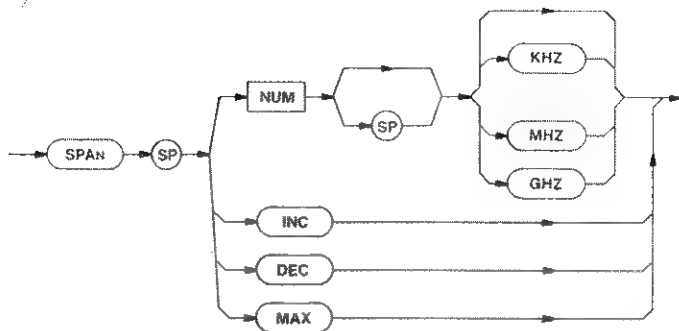 KHZ
NUM
SP
MHZ
SPAN SP
GHZ
INC
DEC
MAX